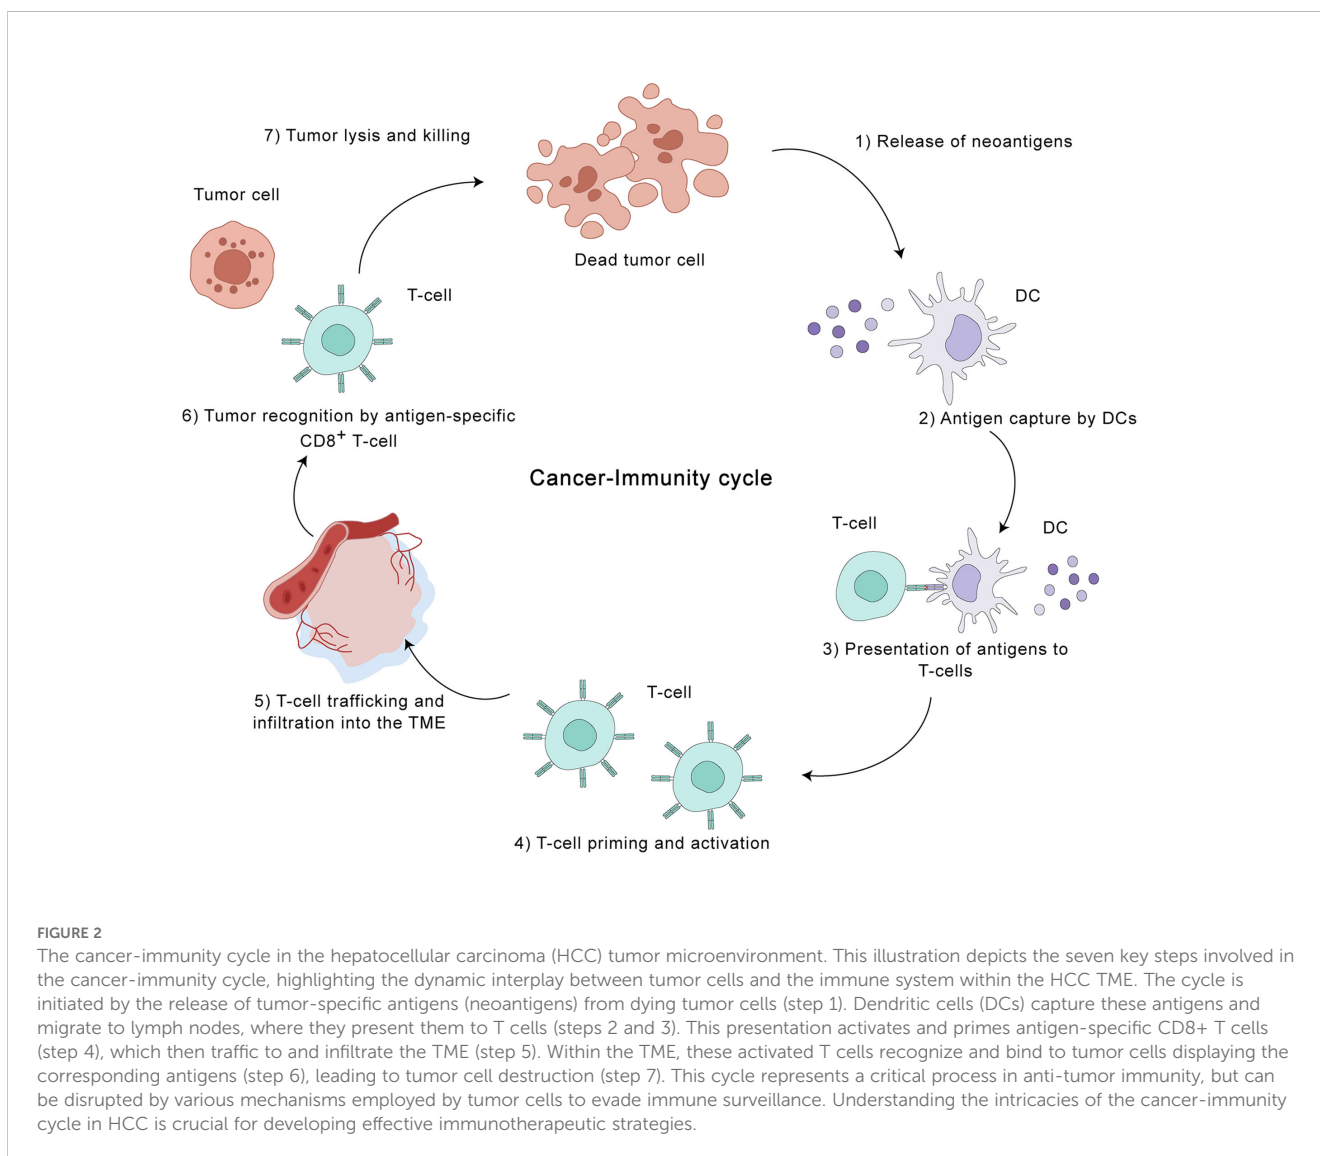 7) Tumor lysis and killing
1) Release of neoantigens
Tumor cell
Dead tumor cell
T-cell
DC
6) Tumor recognition by antigen-specific
CD8⁺ T-cell
2) Antigen capture by DCs
Cancer-Immunity cycle
T-cell
DC
3) Presentation of antigens to
T-cells
5) T-cell trafficking and
infiltration into the TME
T-cell
4) T-cell priming and activation
FIGURE 2
The cancer-immunity cycle in the hepatocellular carcinoma (HCC) tumor microenvironment. This illustration depicts the seven key steps involved in
the cancer-immunity cycle, highlighting the dynamic interplay between tumor cells and the immune system within the HCC TME. The cycle is
initiated by the release of tumor-specific antigens (neoantigens) from dying tumor cells (step 1). Dendritic cells (DCs) capture these antigens and
migrate to lymph nodes, where they present them to T cells (steps 2 and 3). This presentation activates and primes antigen-specific CD8+ T cells
(step 4), which then traffic to and infiltrate the TME (step 5). Within the TME, these activated T cells recognize and bind to tumor cells displaying the
corresponding antigens (step 6), leading to tumor cell destruction (step 7). This cycle represents a critical process in anti-tumor immunity, but can
be disrupted by various mechanisms employed by tumor cells to evade immune surveillance. Understanding the intricacies of the cancer-immunity
cycle in HCC is crucial for developing effective immunotherapeutic strategies.